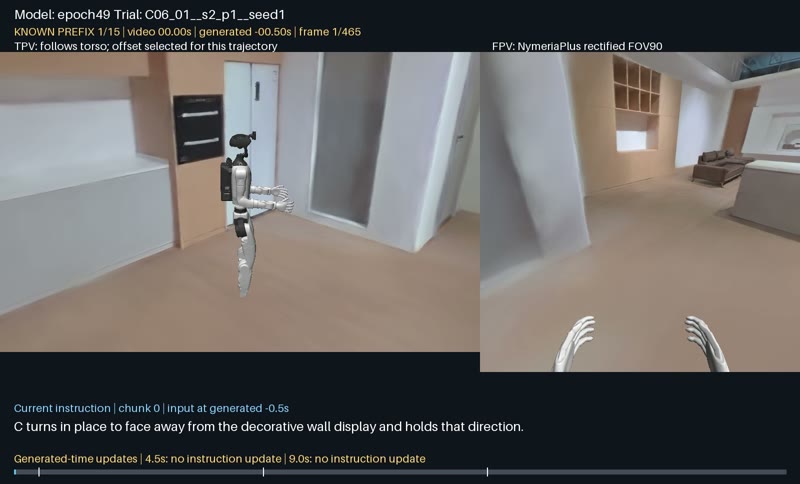 Model: epoch49 Trial: C06_01__s2_p1__seed1
KNOWN PREFIX 1/15 | video 00.00s | generated -00.50s | frame 1/465
TPV: follows torso; offset selected for this trajectory
FPV: NymeriaPlus rectified FOV90
Current instruction | chunk 0 | input at generated -0.5s
C turns in place to face away from the decorative wall display and holds that direction.
Generated-time updates | 4.5s: no instruction update | 9.0s: no instruction update